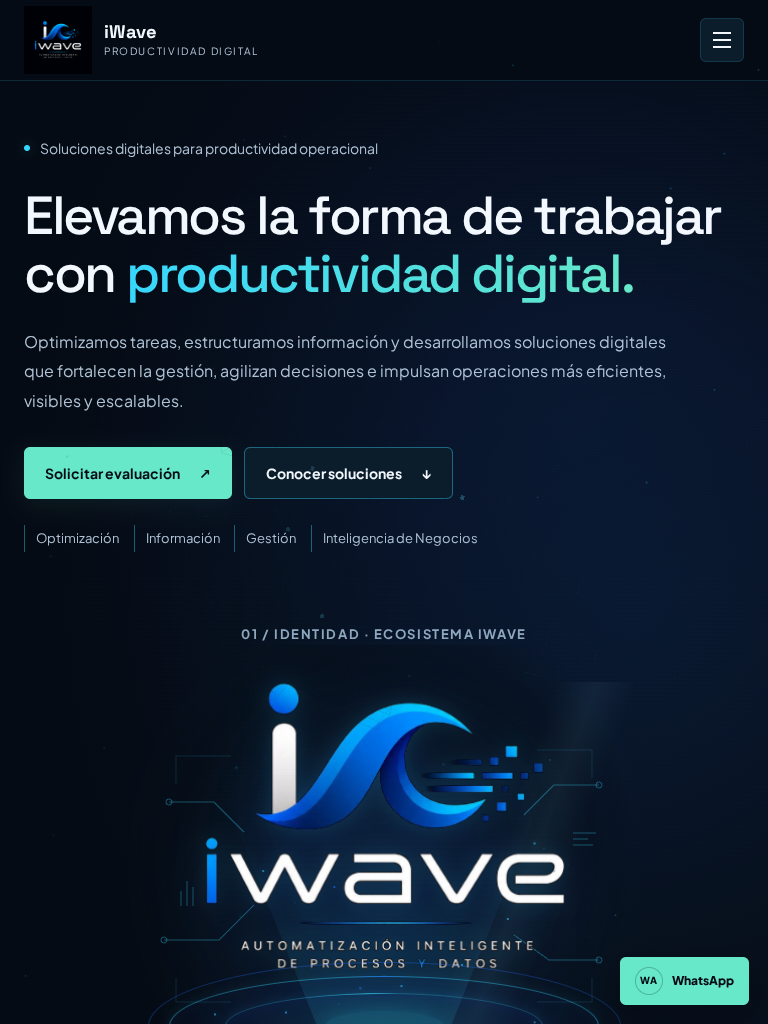 iwave
iWave
PRODUCTIVIDAD DIGITAL
Soluciones digitales para productividad operacional
Elevamos la forma de trabajar
con productividad digital.
Optimizamos tareas, estructuramos información y desarrollamos soluciones digitales
que fortalecen la gestión, agilizan decisiones e impulsan operaciones más eficientes,
visibles y escalables.
Solicitar evaluación ↗
Conocer soluciones ↓
Optimización
Información
Gestión
Inteligencia de Negocios
01 / IDENTIDAD · ECOSISTEMA IWAVE
iwave
AUTOMATIZACIÓN INTELIGENTE
DE PROCESOS Y DATOS
WA WhatsApp